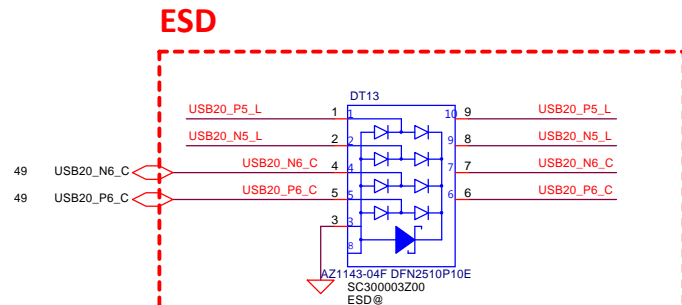 ESD
DT13
USB20_P5_L 1 1 10 9 USB20_P5_L
USB20_N5_L 2 2 9 8 USB20_N5_L
49 USB20_N6_C USB20_N6_C 4 4 7 7 USB20_N6_C
49 USB20_P6_C USB20_P6_C 5 5 6 6 USB20_P6_C
3 3
8
AZ1143-04F DFN2510P10E
SC300003Z00
ESD@